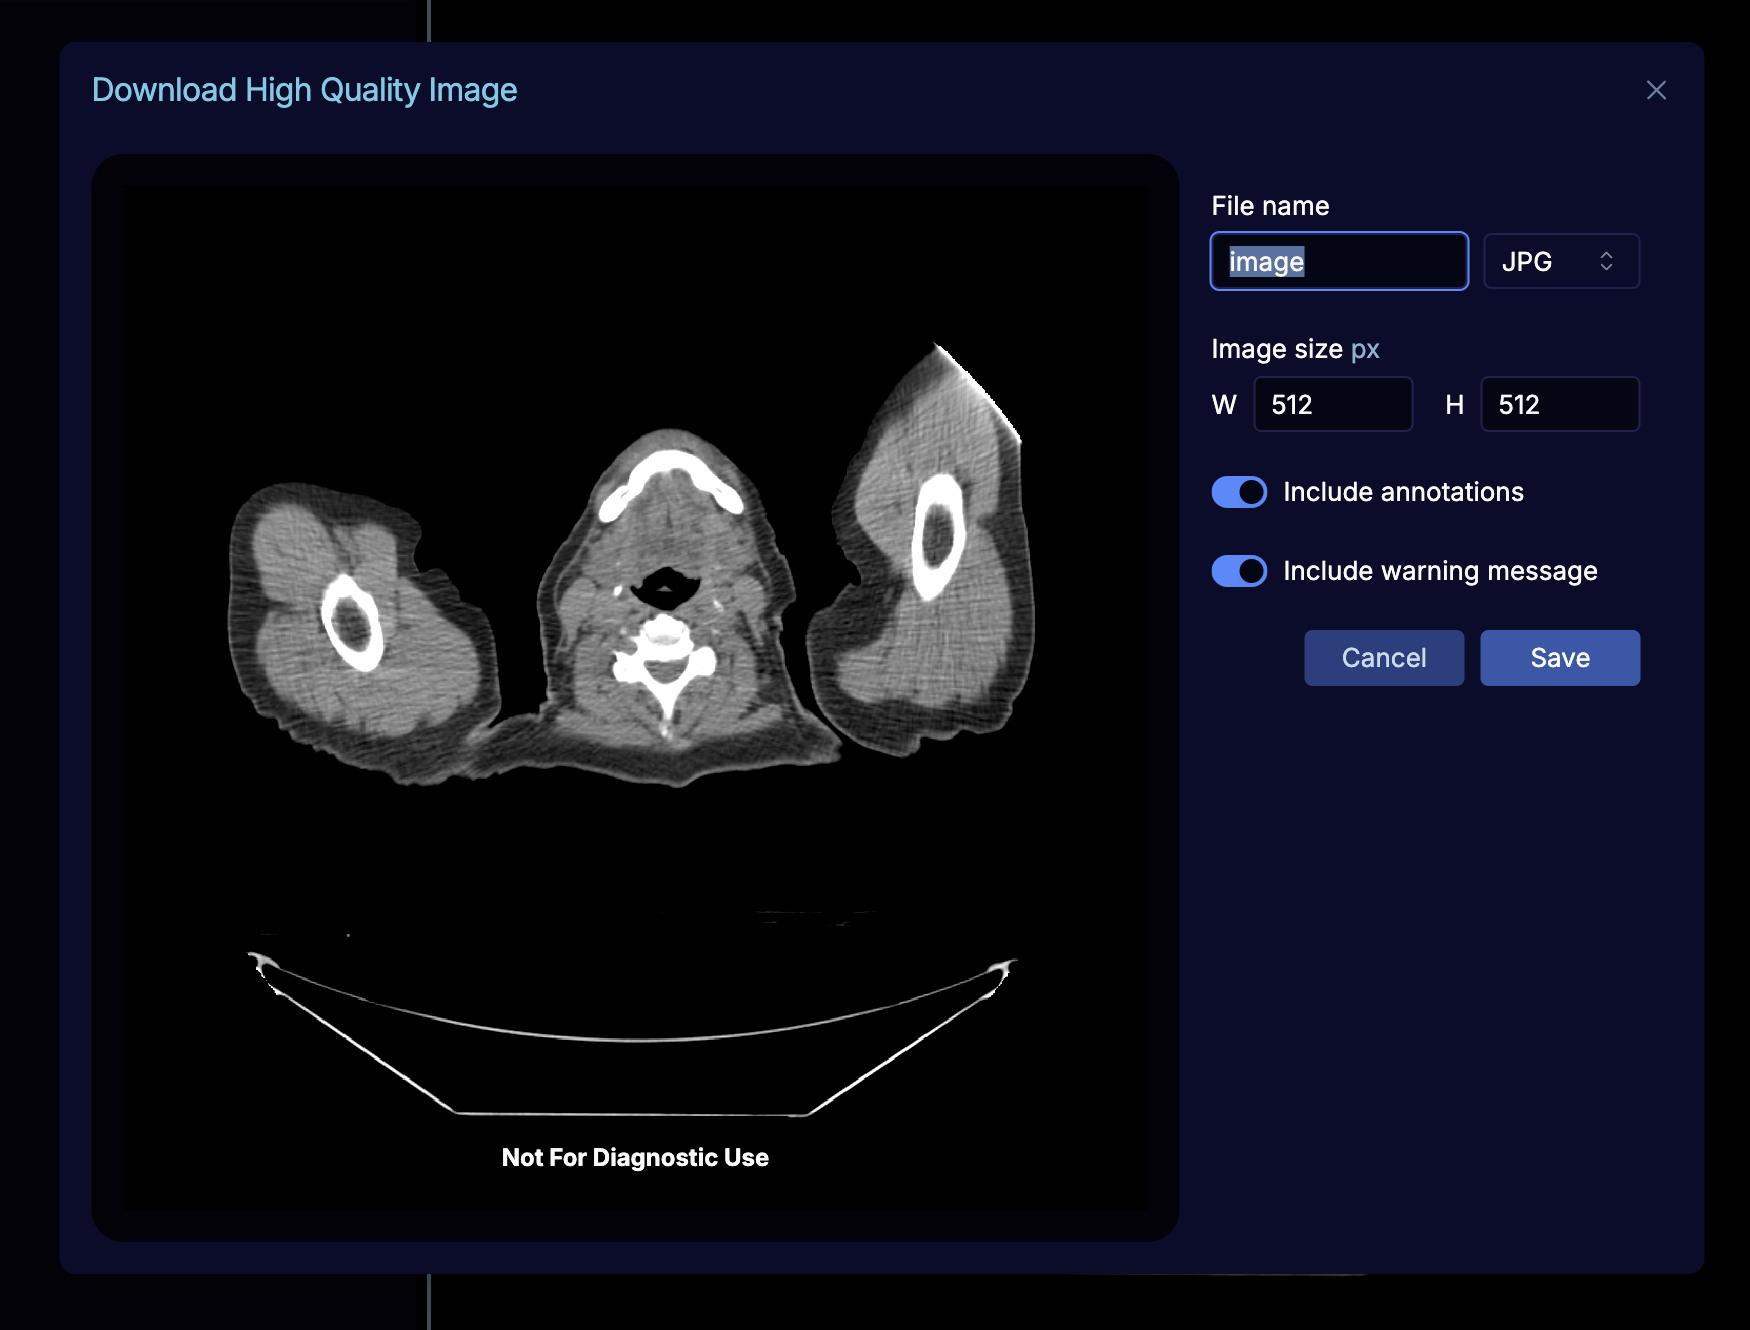 Download High Quality Image
File name
image
JPG
Image size px
W 512 H 512
Include annotations
Include warning message
Cancel Save
Not For Diagnostic Use